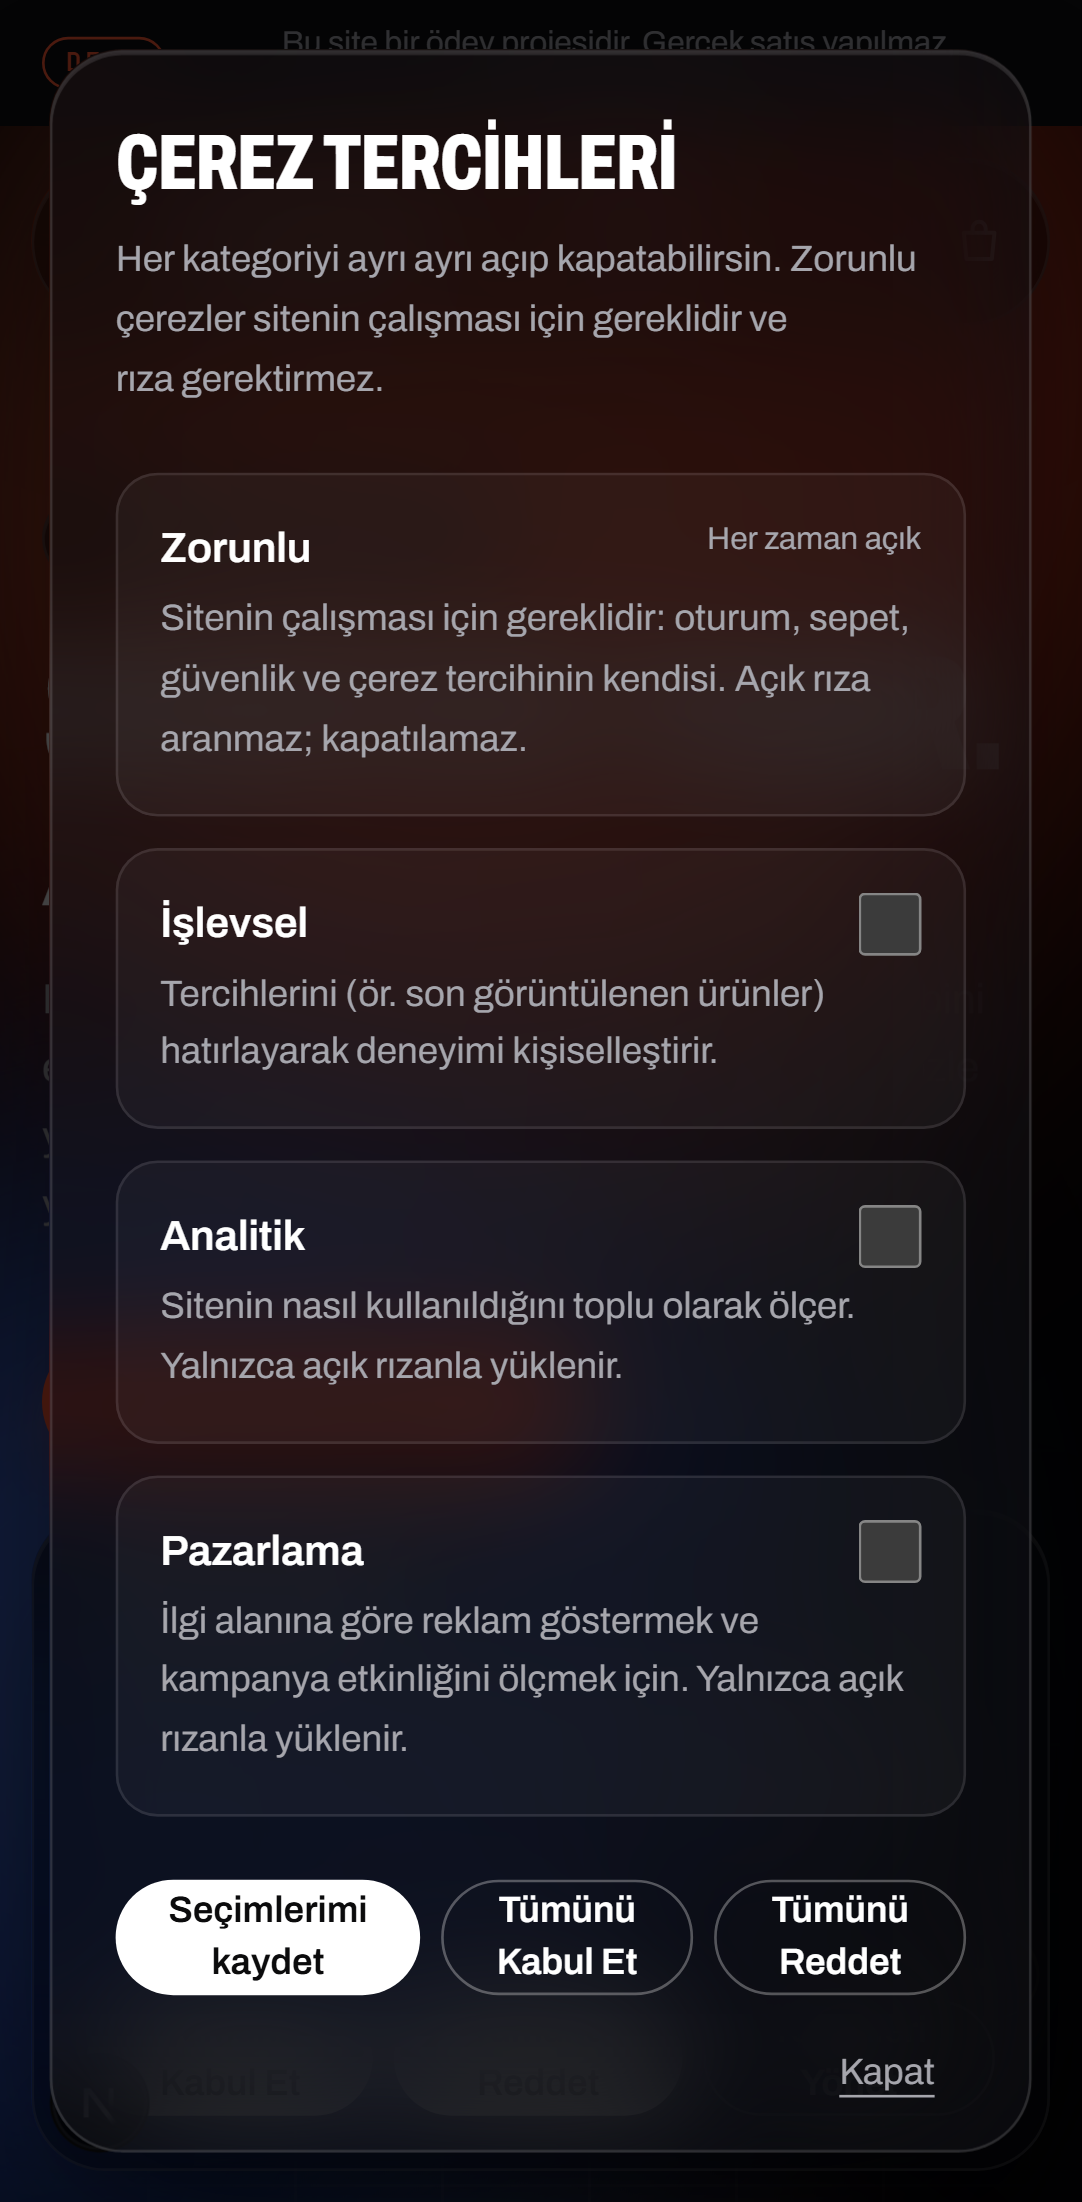 Bu site bir ödev projesidir. Gerçek satış yapılmaz
ÇEREZ TERCİHLERİ
Her kategoriyi ayrı ayrı açıp kapatabilirsin. Zorunlu
çerezler sitenin çalışması için gereklidir ve
rıza gerektirmez.
Zorunlu
Her zaman açık
Sitenin çalışması için gereklidir: oturum, sepet,
güvenlik ve çerez tercihinin kendisi. Açık rıza
aranmaz; kapatılamaz.
İşlevsel
Tercihlerini (ör. son görüntülenen ürünler)
hatırlayarak deneyimi kişiselleştirir.
Analitik
Sitenin nasıl kullanıldığını toplu olarak ölçer.
Yalnızca açık rızanla yüklenir.
Pazarlama
İlgi alanına göre reklam göstermek ve
kampanya etkinliğini ölçmek için. Yalnızca açık
rızanla yüklenir.
Seçimlerimi
kaydet
Tümünü
Kabul Et
Tümünü
Reddet
Kabul Et
Reddet
Kapat
N